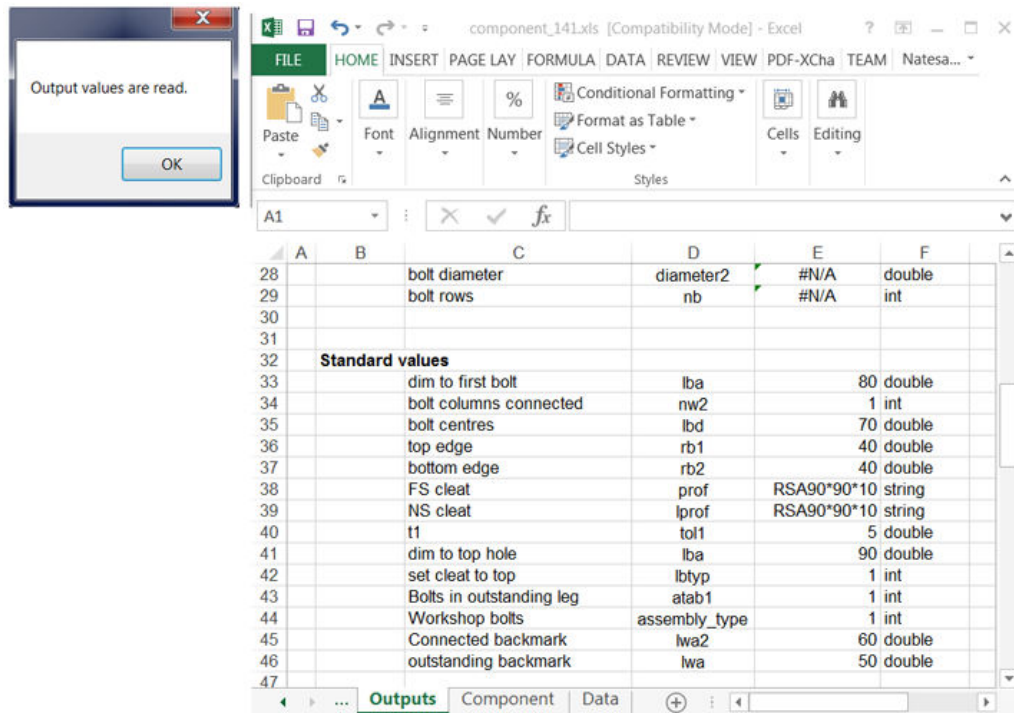 Output values are read.
OK
component_141.xls [Compatibility Mode] - Excel
FILE HOME INSERT PAGE LAY FORMULA DATA REVIEW VIEW PDF-XCha TEAM Natesa...
Paste
Font Alignment Number
Conditional Formatting
Format as Table
Cell Styles
Cells Editing
Clipboard Styles
A1 fx
A B C D E F
28 bolt diameter diameter2 #N/A double
29 bolt rows nb #N/A int
30
31
32 Standard values
33 dim to first bolt lba 80 double
34 bolt columns connected nw2 1 int
35 bolt centres lbd 70 double
36 top edge rb1 40 double
37 bottom edge rb2 40 double
38 FS cleat prof RSA90*90*10 string
39 NS cleat lprof RSA90*90*10 string
40 t1 tol1 5 double
41 dim to top hole lba 90 double
42 set cleat to top lbtyp 1 int
43 Bolts in outstanding leg atab1 1 int
44 Workshop bolts assembly_type 1 int
45 Connected backmark lwa2 60 double
46 outstanding backmark lwa 50 double
47
... Outputs Component Data